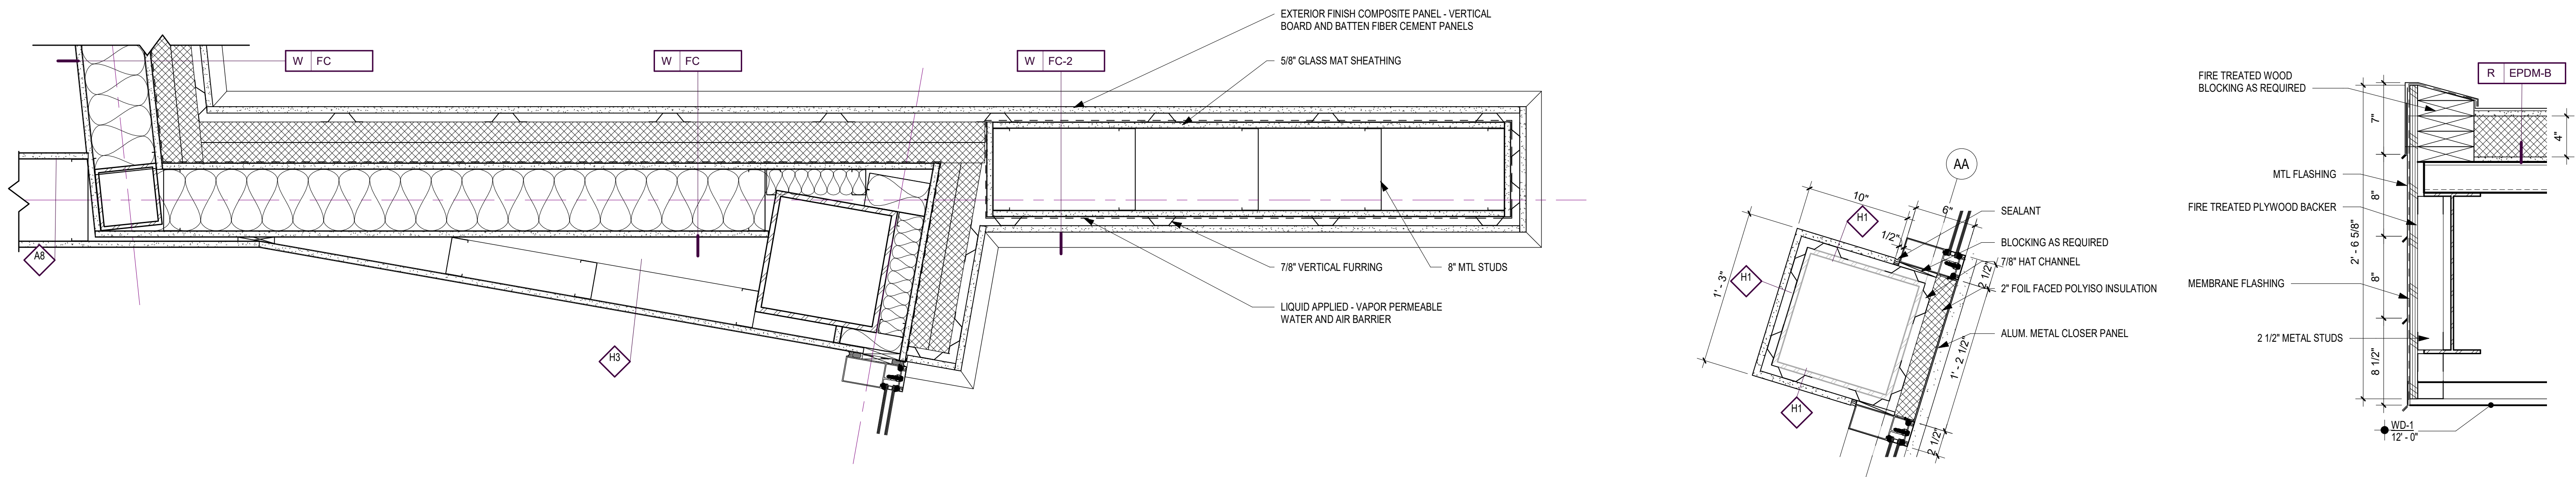 EXTERIOR FINISH COMPOSITE PANEL - VERTICAL
BOARD AND BATTEN FIBER CEMENT PANELS
W FC
W FC
W FC-2
5/8" GLASS MAT SHEATHING
7/8" VERTICAL FURRING
8" MTL STUDS
LIQUID APPLIED - VAPOR PERMEABLE
WATER AND AIR BARRIER
A8
H3
AA
10"
6"
1/2"
H1
H1
H1
1' - 3"
2 1/2"
1' - 2 1/2"
2 1/2"
SEALANT
BLOCKING AS REQUIRED
7/8" HAT CHANNEL
2" FOIL FACED POLYISO INSULATION
ALUM. METAL CLOSER PANEL
FIRE TREATED WOOD
BLOCKING AS REQUIRED
R EPDM-B
7"
4"
MTL FLASHING
8"
FIRE TREATED PLYWOOD BACKER
2' - 6 5/8"
8"
MEMBRANE FLASHING
2 1/2" METAL STUDS
8 1/2"
WD-1
12' - 0"